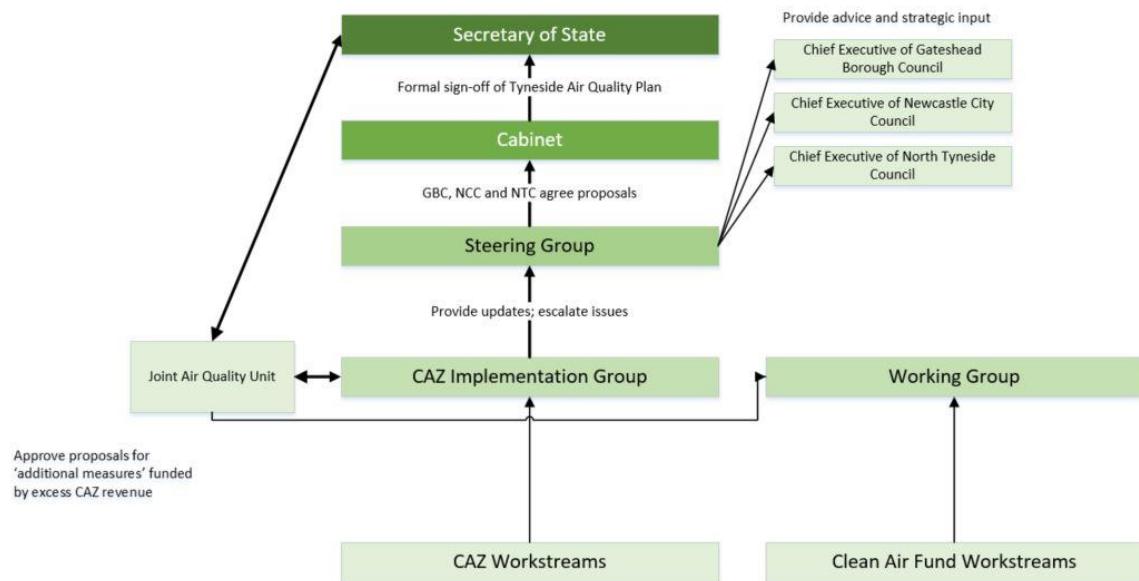 Provide advice and strategic input
Secretary of State
Chief Executive of Gateshead
Borough Council
Formal sign-off of Tyneside Air Quality Plan
Chief Executive of Newcastle City
Council
Cabinet
Chief Executive of North Tyneside
Council
GBC, NCC and NTC agree proposals
Steering Group
Provide updates; escalate issues
Joint Air Quality Unit
CAZ Implementation Group
Working Group
Approve proposals for
‘additional measures’ funded
by excess CAZ revenue
CAZ Workstreams
Clean Air Fund Workstreams